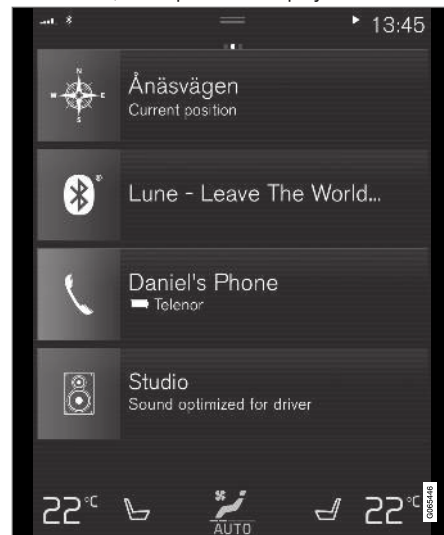 13:45
N
W E
S
Ånäsvägen
Current position
Lune - Leave The World...
Daniel's Phone
Telenor
Studio
Sound optimized for driver
22°C
AUTO
22°C
G065446